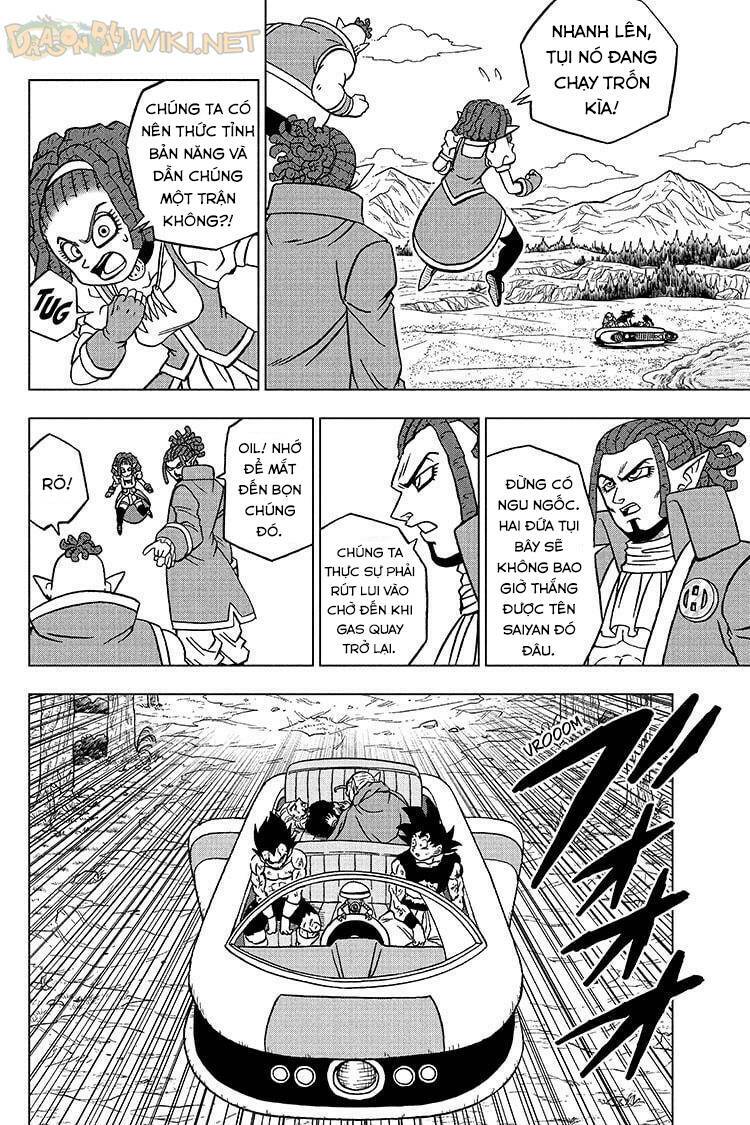 DRAGON BALL WIKI.NET
NHANH LÊN,
TỤI NÓ ĐANG
CHẠY TRỐN
KÌA!
CHÚNG TA CÓ
NÊN THỨC TỈNH
BẢN NĂNG VÀ
DẦN CHÚNG
MỘT TRẬN
KHÔNG?!
TUG
ĐỪNG CÓ
NGU NGỐC.
HAI ĐỨA TỤI
BÂY SẼ
KHÔNG BAO
GIỜ THẮNG
ĐƯỢC TÊN
SAIYAN ĐÓ
ĐÂU.
CHÚNG TA
THỰC SỰ PHẢI
RÚT LUI VÀO
CHỜ ĐẾN KHI
GAS QUAY
TRỞ LẠI.
OIL! NHỚ
ĐỂ MẮT
ĐẾN BỌN
CHÚNG
ĐÓ.
RÕ!
VROOOM